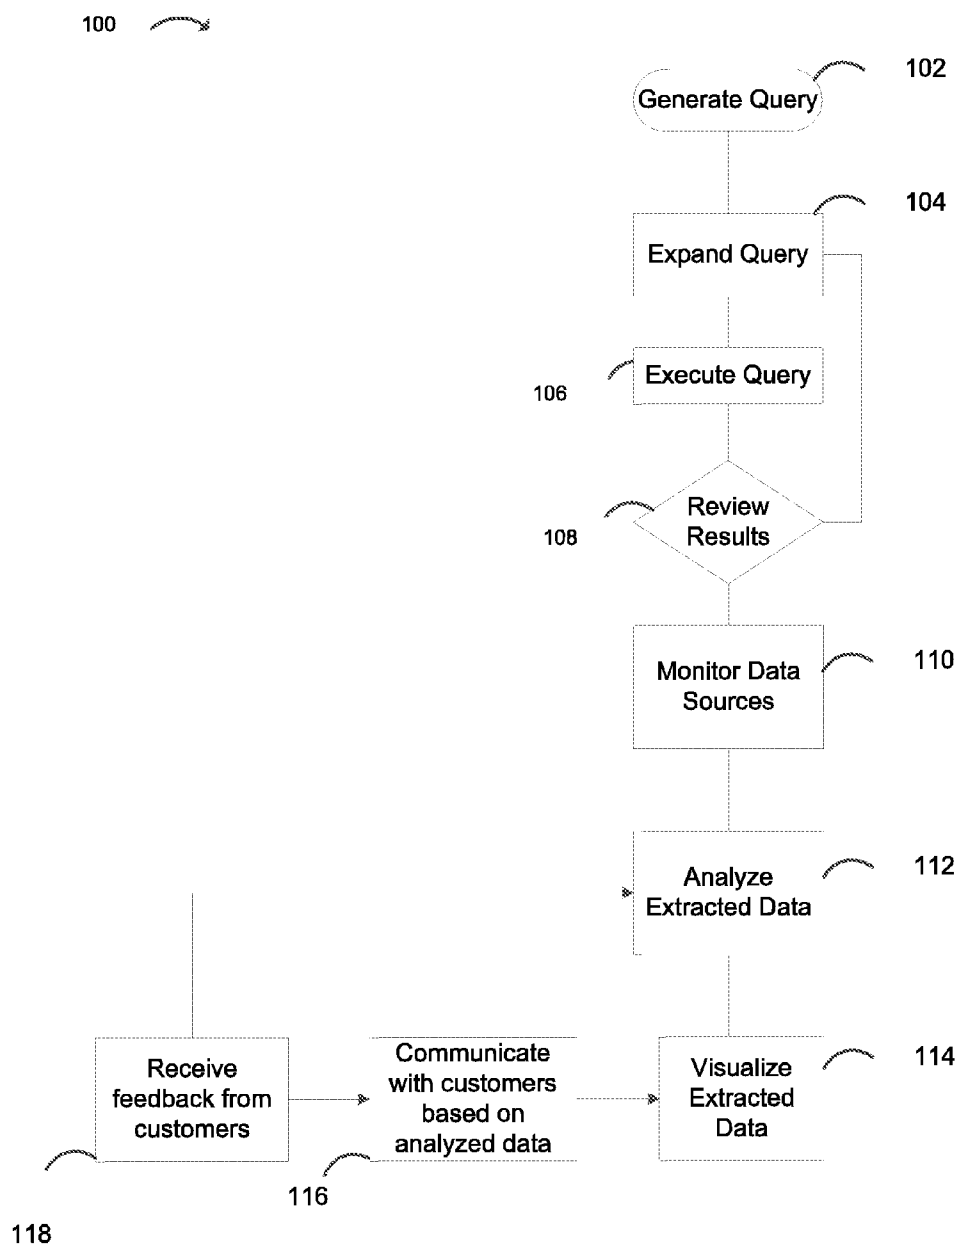 100
102
Generate Query
104
Expand Query
Execute Query
106
Review
Results
108
Monitor Data
Sources
110
Analyze
Extracted Data
112
Receive
feedback from
customers
Communicate
with customers
based on
analyzed data
Visualize
Extracted
Data
114
116
118